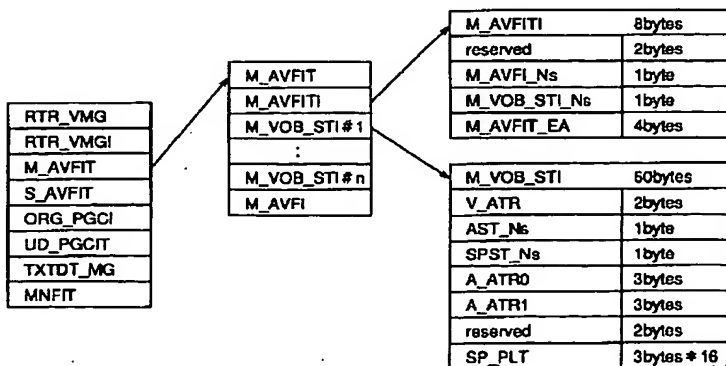 RTR_VMG
RTR_VMGI
M_AVFIT
S_AVFIT
ORG_PGCI
UD_PGCIT
TXTDT_MG
MNFIT
M_AVFIT
M_AVFITI
M_VOB_STI#1
:
M_VOB_STI#n
M_AVFI
M_AVFITI 8bytes
reserved 2bytes
M_AVFI_Ns 1byte
M_VOB_STI_Ns 1byte
M_AVFIT_EA 4bytes
M_VOB_STI 60bytes
V_ATR 2bytes
AST_Ns 1byte
SPST_Ns 1byte
A_ATR0 3bytes
A_ATR1 3bytes
reserved 2bytes
SP_PLT 3bytes*16